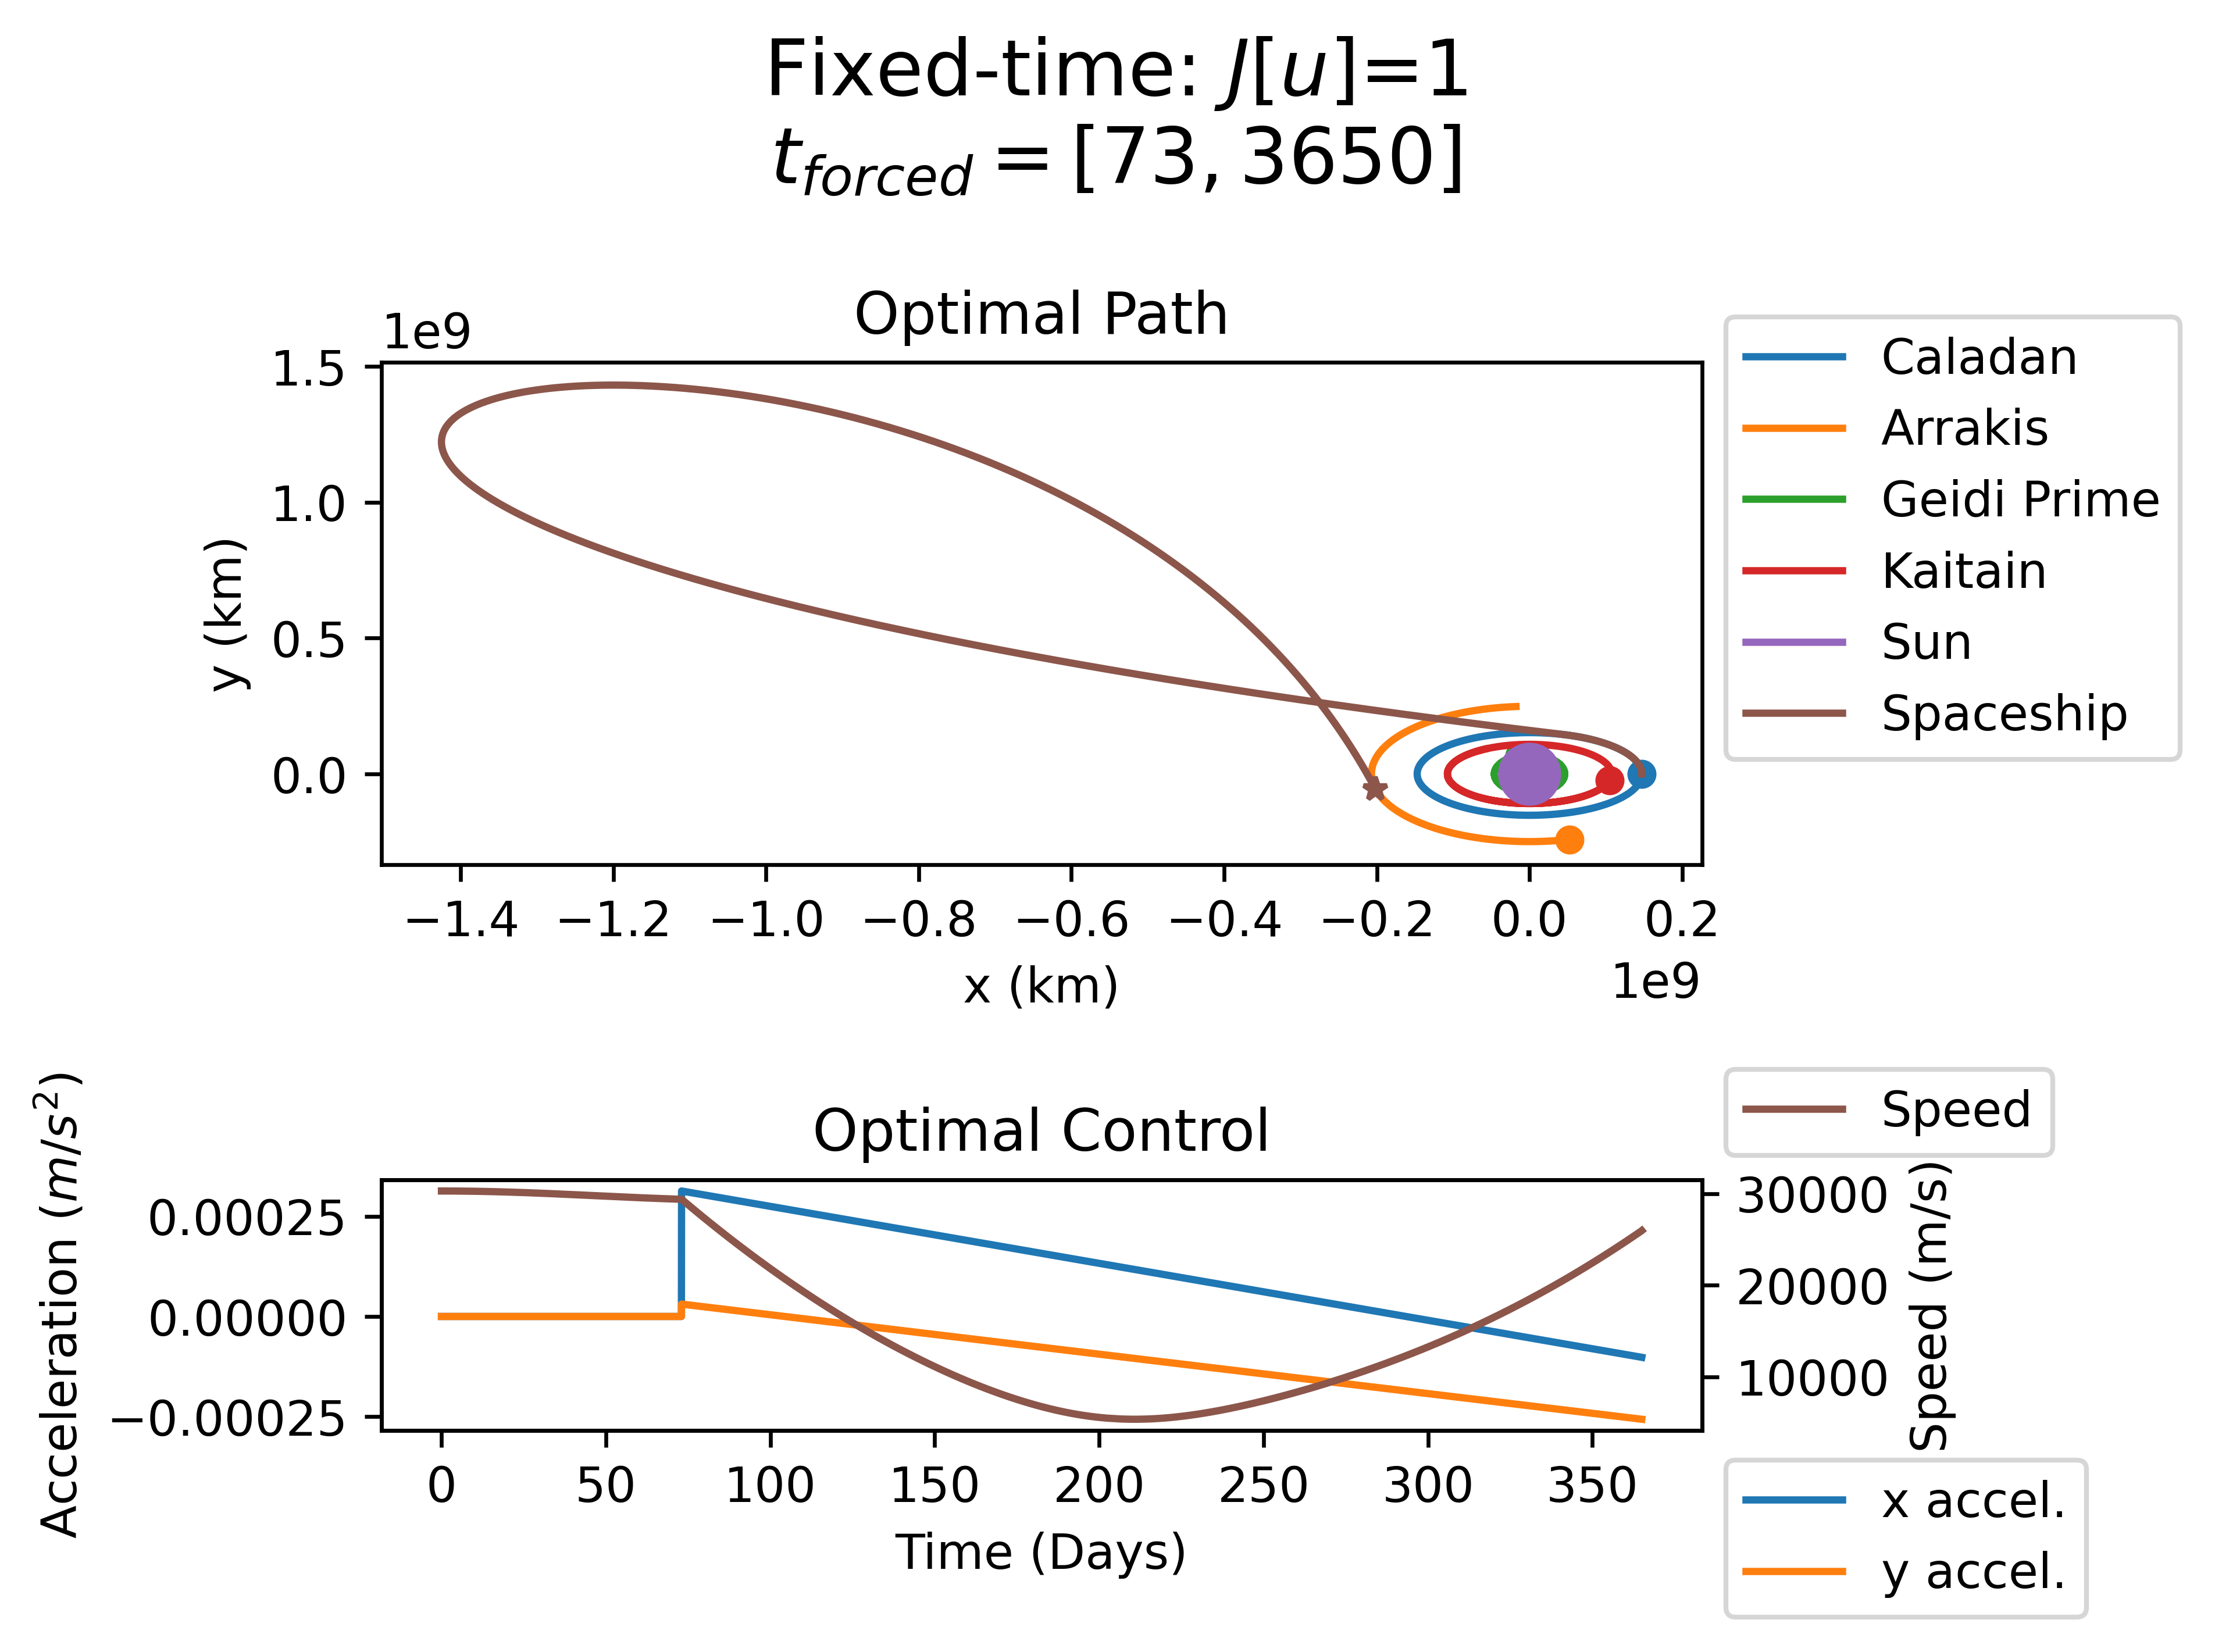 Fixed-time: J[u]=1
t_forced = [73, 3650]
Optimal Path
1e9
1.5
1.0
0.5
0.0
y (km)
−1.4 −1.2 −1.0 −0.8 −0.6 −0.4 −0.2 0.0 0.2
1e9
x (km)
Caladan
Arrakis
Geidi Prime
Kaitain
Sun
Spaceship
Optimal Control
Speed
Acceleration (m/s²)
0.00025
0.00000
−0.00025
30000
20000
10000
Speed (m/s)
0 50 100 150 200 250 300 350
Time (Days)
x accel.
y accel.